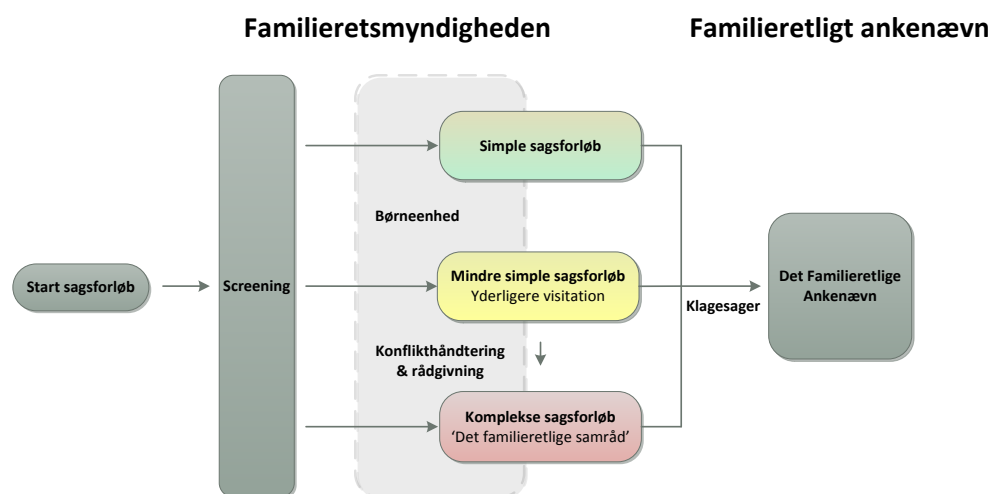 Familieretsmyndigheden
Familieretligt ankenævn
Start sagsforløb
Screening
Simple sagsforløb
Børneenhed
Mindre simple sagsforløb
Yderligere visitation
Konflikthåndtering
& rådgivning
Komplekse sagsforløb
‘Det familieretlige samråd’
Klagesager
Det Familieretlige
Ankenævn